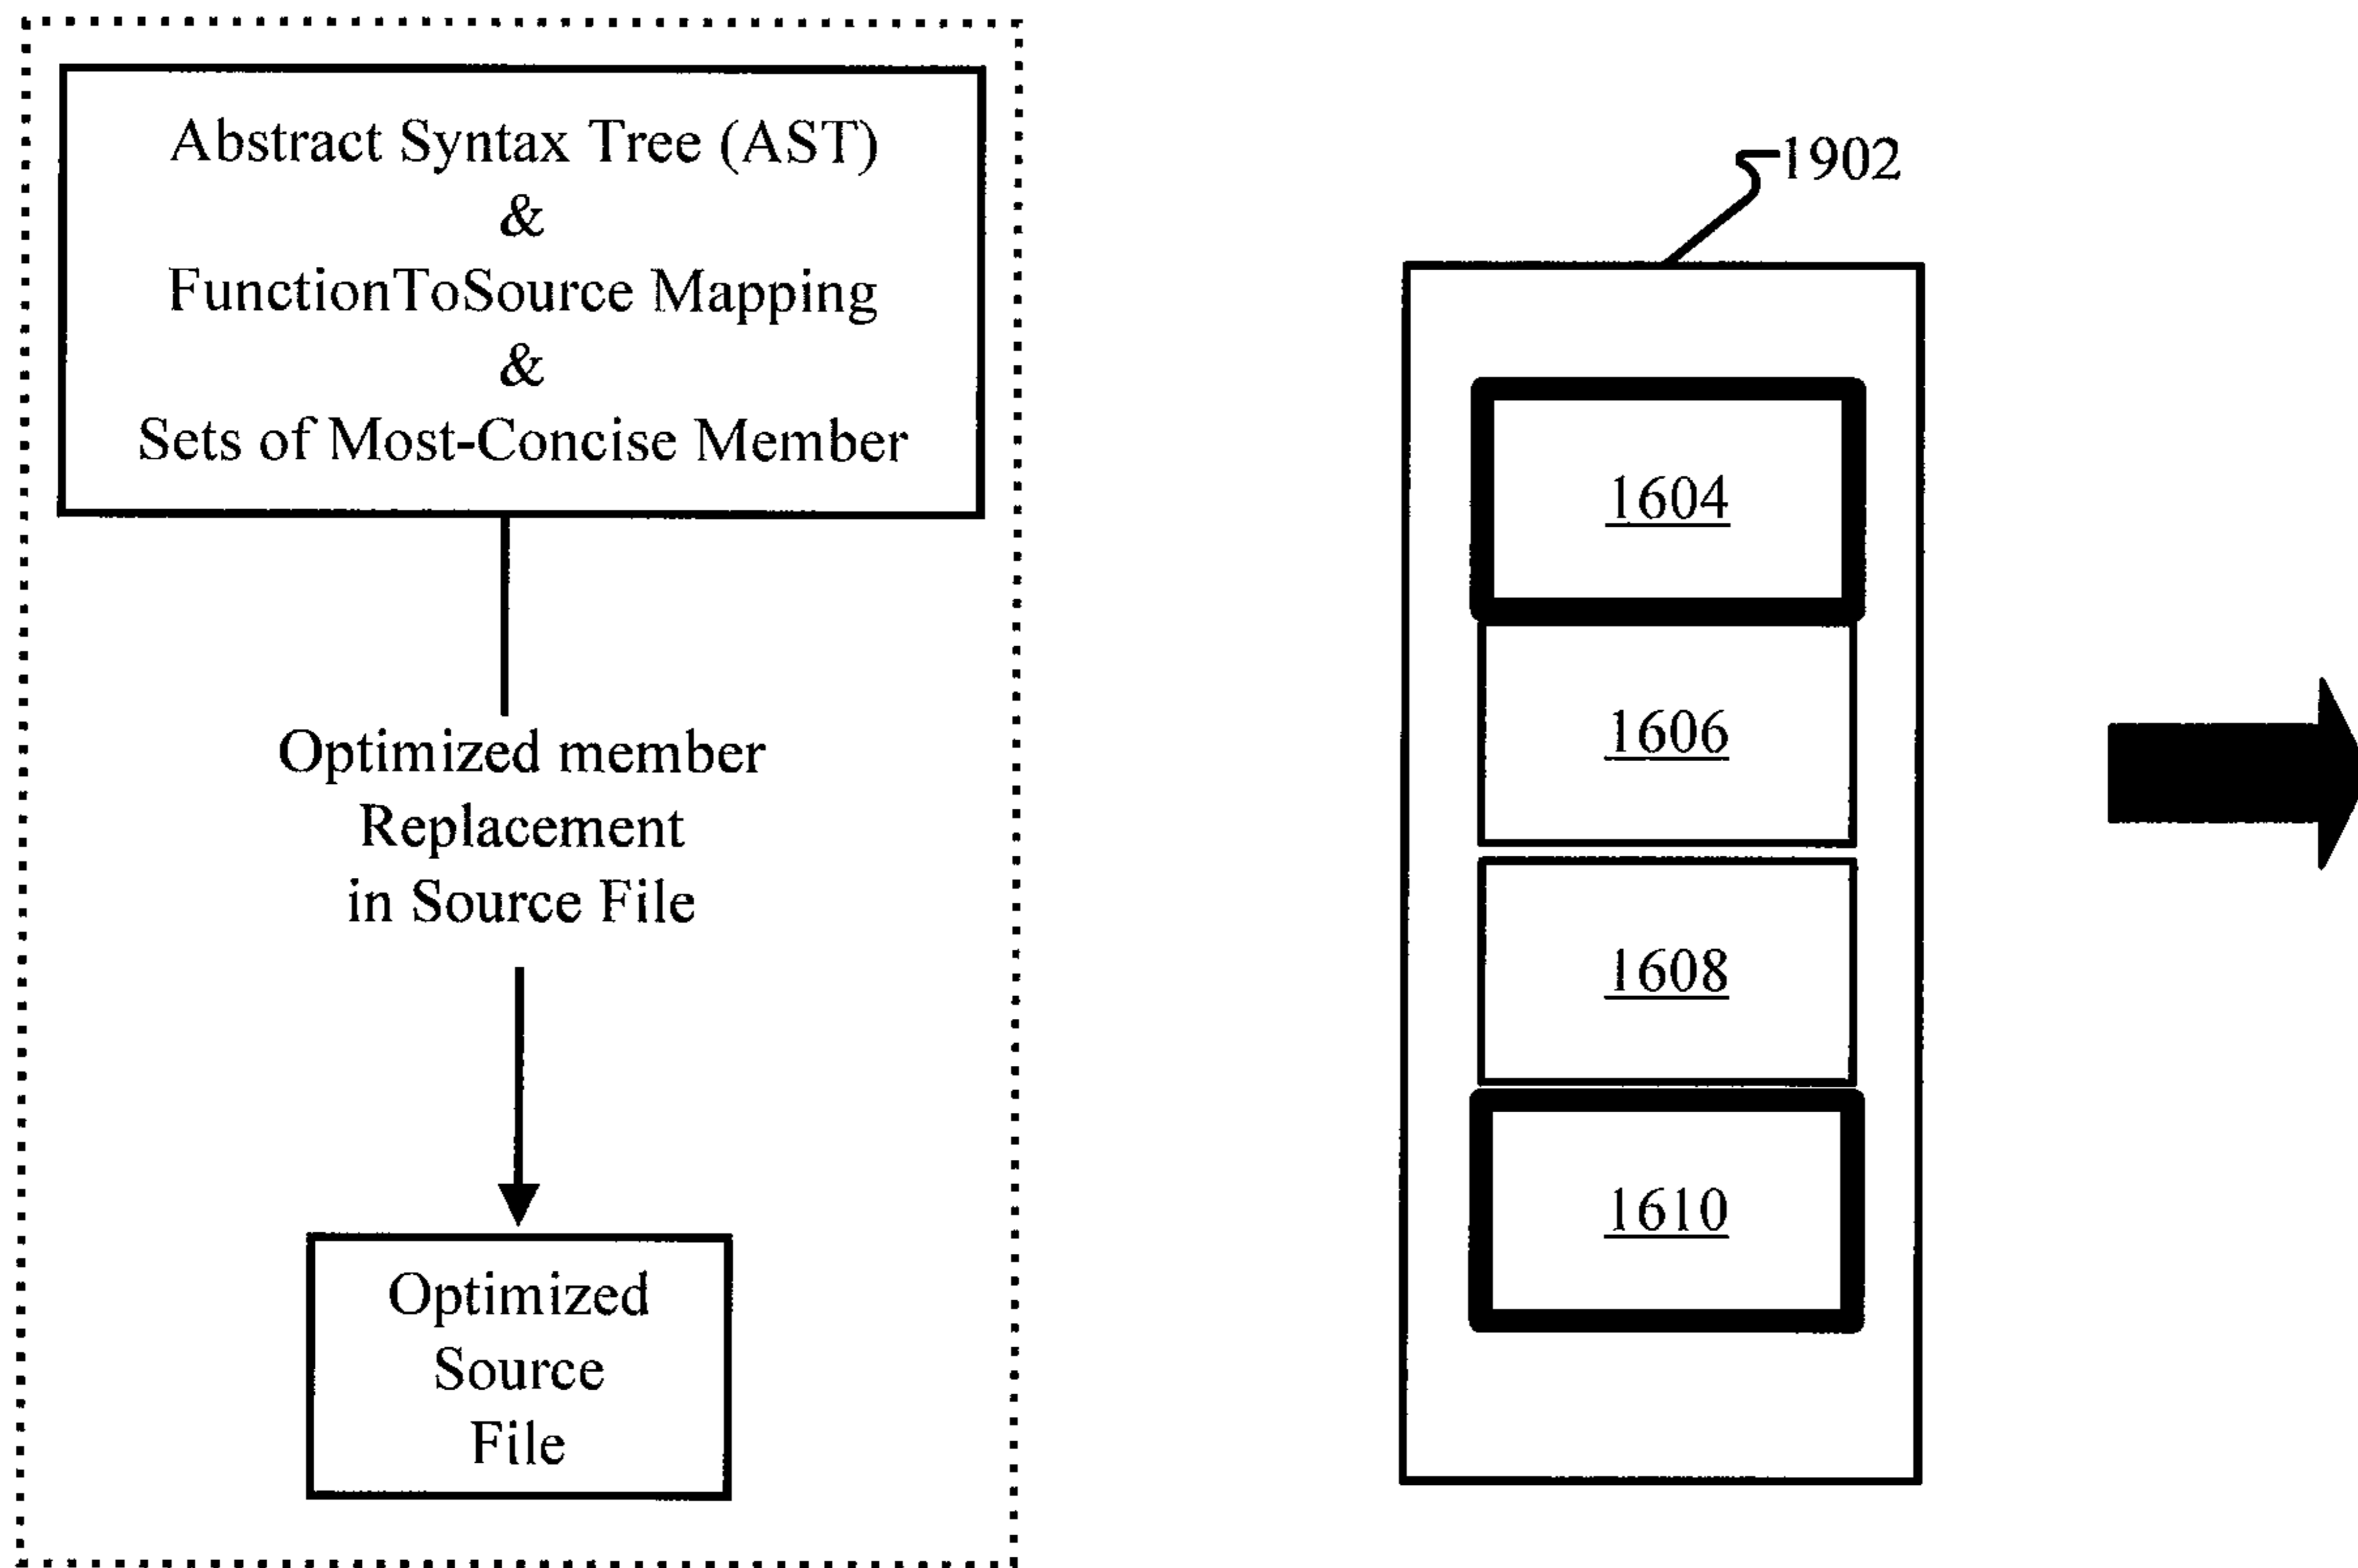 Abstract Syntax Tree (AST)
&
FunctionToSource Mapping
&
Sets of Most-Concise Member
Optimized member
Replacement
in Source File
Optimized
Source
File
1902
1604
1606
1608
1610